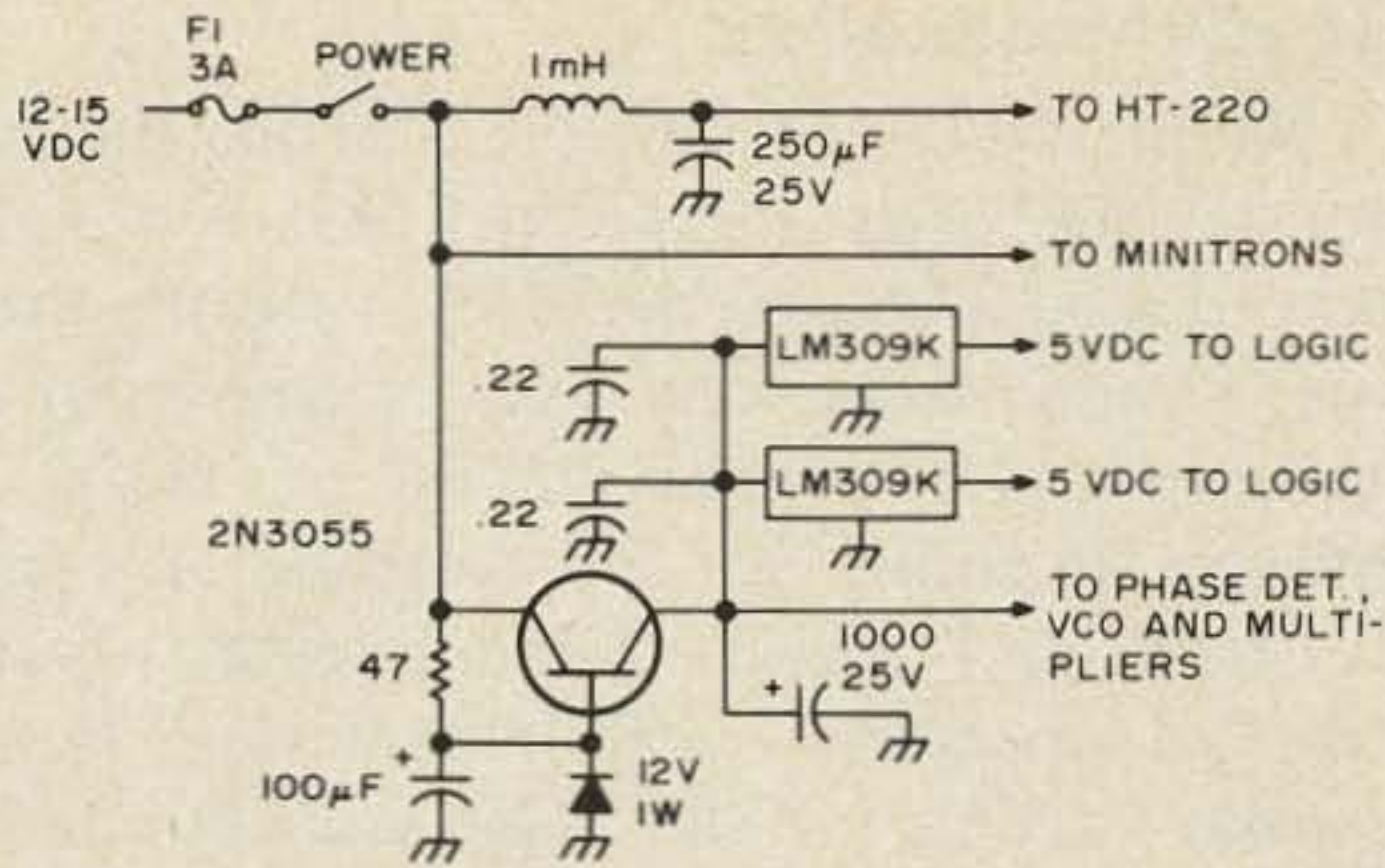 F1
3A
POWER
1mH
12-15
VDC
TO HT-220
250μF
25V
TO MINITRONS
LM309K
5 VDC TO LOGIC
.22
LM309K
5 VDC TO LOGIC
.22
2N3055
TO PHASE DET.,
VCO AND MULTI-
PLIERS
1000
25V
+
47
+
100μF
12V
1W